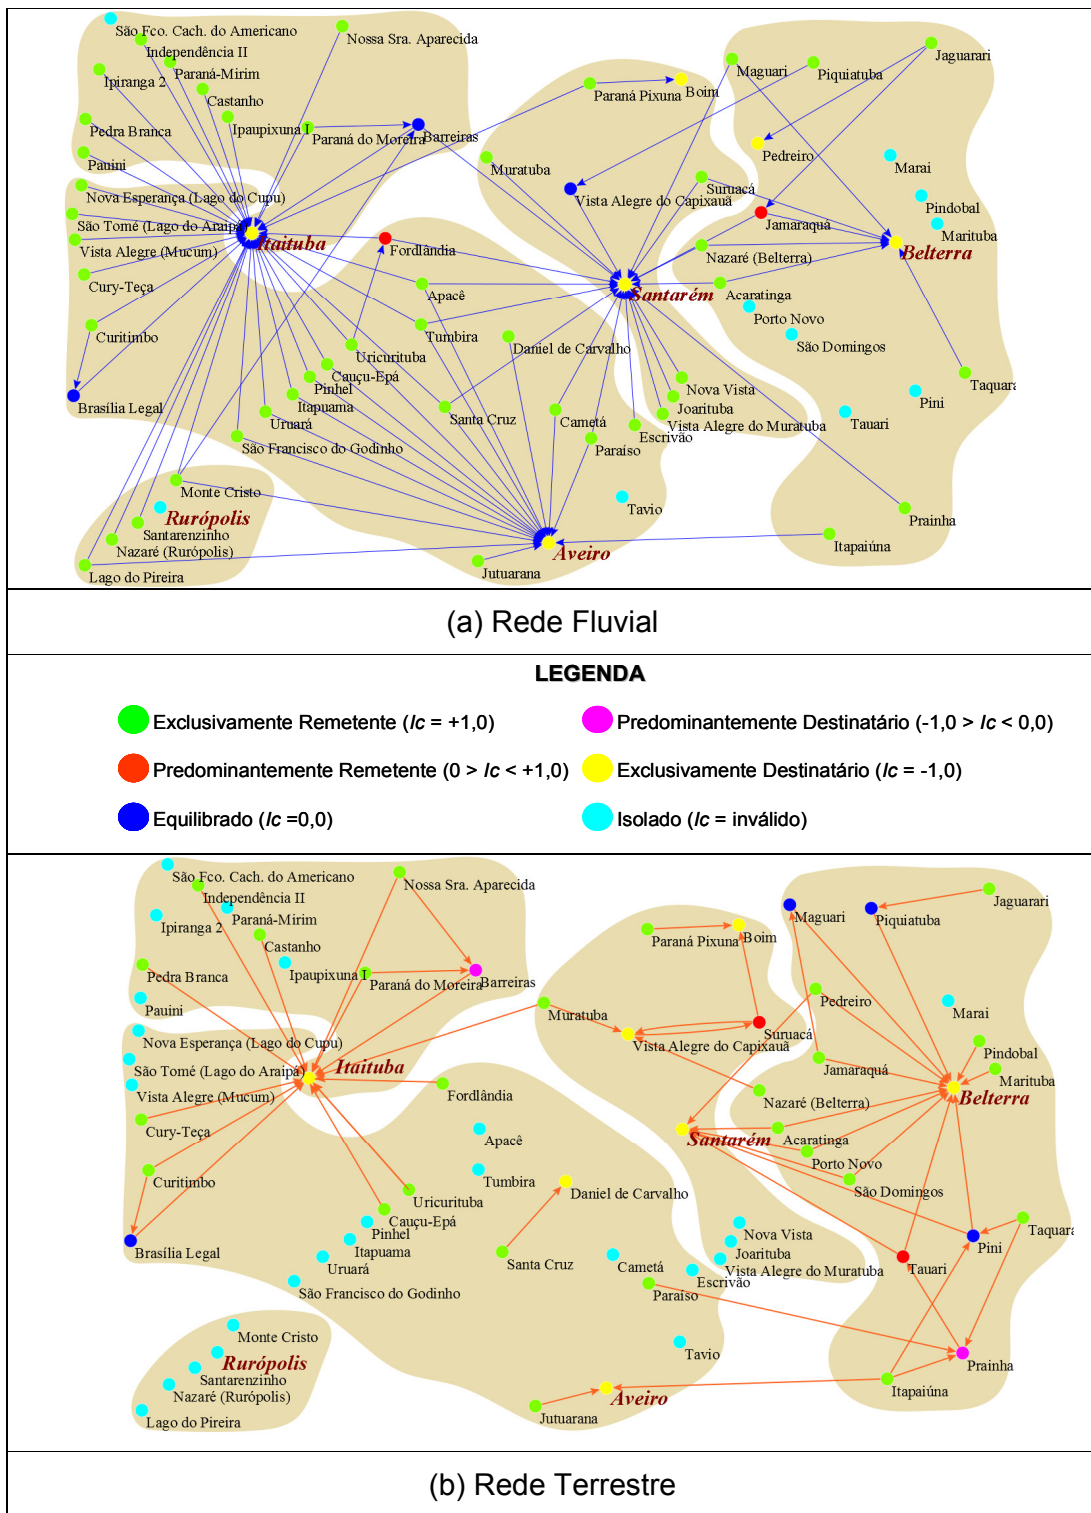 São Fco. Cach. do Americano
Nossa Sra. Aparecida
Independência II
Ipiranga 2
Paraná-Mirim
Castanho
Maguari
Piquiatuba
Jaguarari
Paraná Pixuna
Boim
Pedra Branca
Ipaupixuna I
Paraná do Moreira
Barreiras
Pauini
Muratuba
Pedreiro
Marai
Nova Esperança (Lago do Cupu)
Vista Alegre do Capixauã
Suruacá
Pindobal
São Tomé (Lago do Araipá)
Jamaraquá
Marituba
Vista Alegre (Mucum)
Itaituba
Fordlândia
Nazaré (Belterra)
Belterra
Cury-Teça
Apacê
Santarém
Acaratinga
Porto Novo
Curitimbo
Tumbira
Daniel de Carvalho
São Domingos
Uricurituba
Cauçu-Epá
Nova Vista
Taquara
Brasília Legal
Pinhel
Joarituba
Pini
Itapuama
Santa Cruz
Cametá
Vista Alegre do Muratuba
Tauari
Uruará
Escrivão
São Francisco do Godinho
Paraíso
Monte Cristo
Tavio
Rurópolis
Prainha
Santarenzinho
Nazaré (Rurópolis)
Aveiro
Itapaiúna
Lago do Pireira
Jutuarana
(a) Rede Fluvial
LEGENDA
Exclusivamente Remetente (Ic = +1,0)
Predominantemente Destinatário (-1,0 > Ic < 0,0)
Predominantemente Remetente (0 > Ic < +1,0)
Exclusivamente Destinatário (Ic = -1,0)
Equilibrado (Ic =0,0)
Isolado (Ic = inválido)
São Fco. Cach. do Americano
Nossa Sra. Aparecida
Independência II
Ipiranga 2
Paraná-Mirim
Castanho
Maguari
Piquiatuba
Jaguarari
Paraná Pixuna
Boim
Pedra Branca
Ipaupixuna I
Paraná do Moreira
Barreiras
Pauini
Muratuba
Pedreiro
Marai
Nova Esperança (Lago do Cupu)
Vista Alegre do Capixauã
Suruacá
Pindobal
São Tomé (Lago do Araipá)
Itaituba
Jamaraquá
Marituba
Vista Alegre (Mucum)
Fordlândia
Nazaré (Belterra)
Belterra
Cury-Teça
Apacê
Santarém
Acaratinga
Porto Novo
Curitimbo
Tumbira
Daniel de Carvalho
São Domingos
Uricurituba
Cauçu-Epá
Nova Vista
Taquara
Brasília Legal
Pinhel
Joarituba
Pini
Itapuama
Santa Cruz
Cametá
Vista Alegre do Muratuba
Tauari
Uruará
Escrivão
São Francisco do Godinho
Paraíso
Monte Cristo
Tavio
Rurópolis
Prainha
Santarenzinho
Nazaré (Rurópolis)
Aveiro
Itapaiúna
Lago do Pireira
Jutuarana
(b) Rede Terrestre